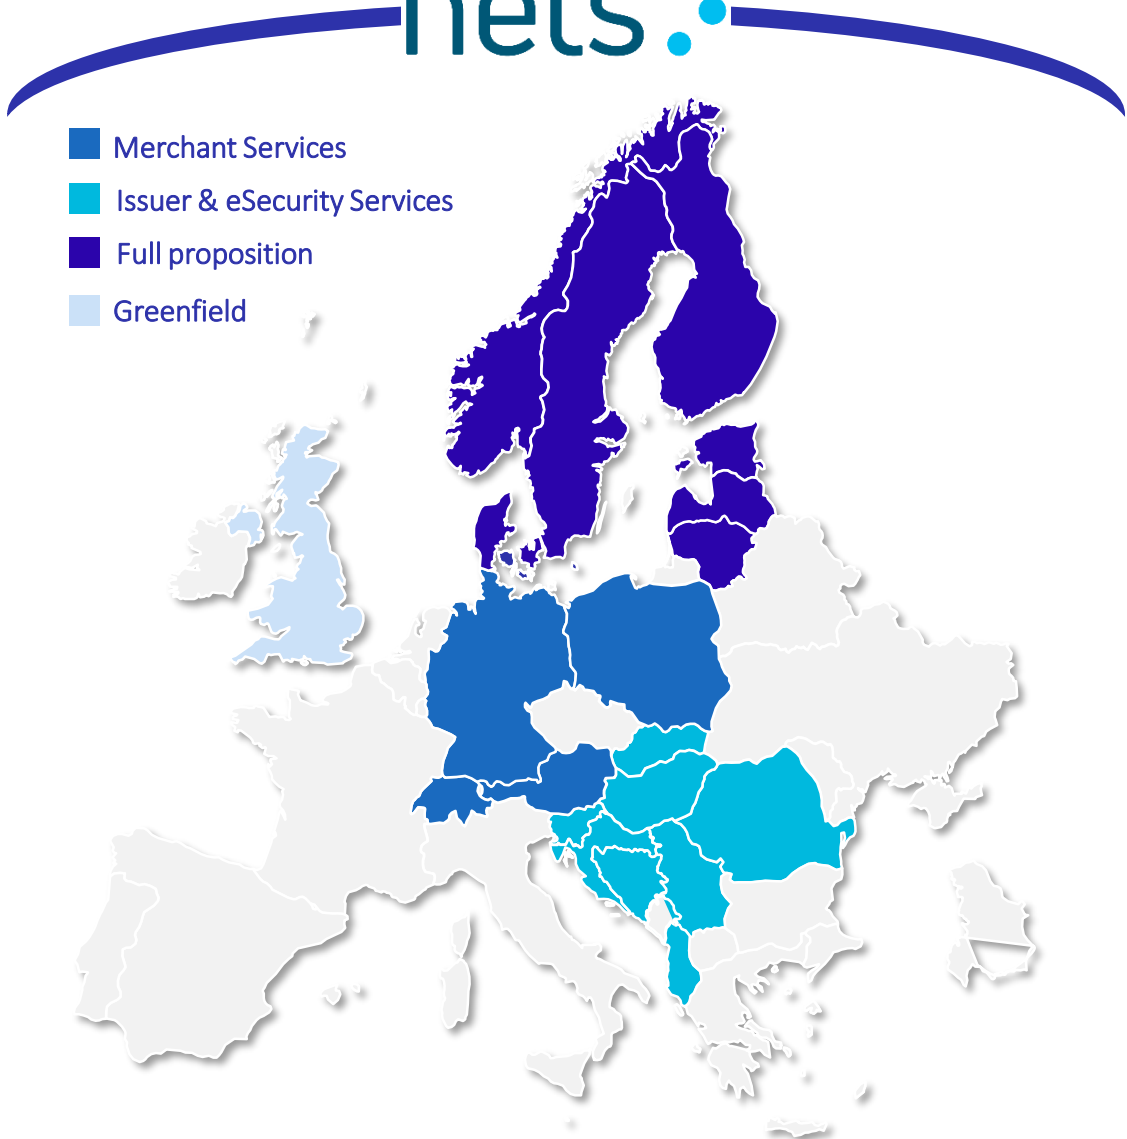 nets
Merchant Services
Issuer & eSecurity Services
Full proposition
Greenfield